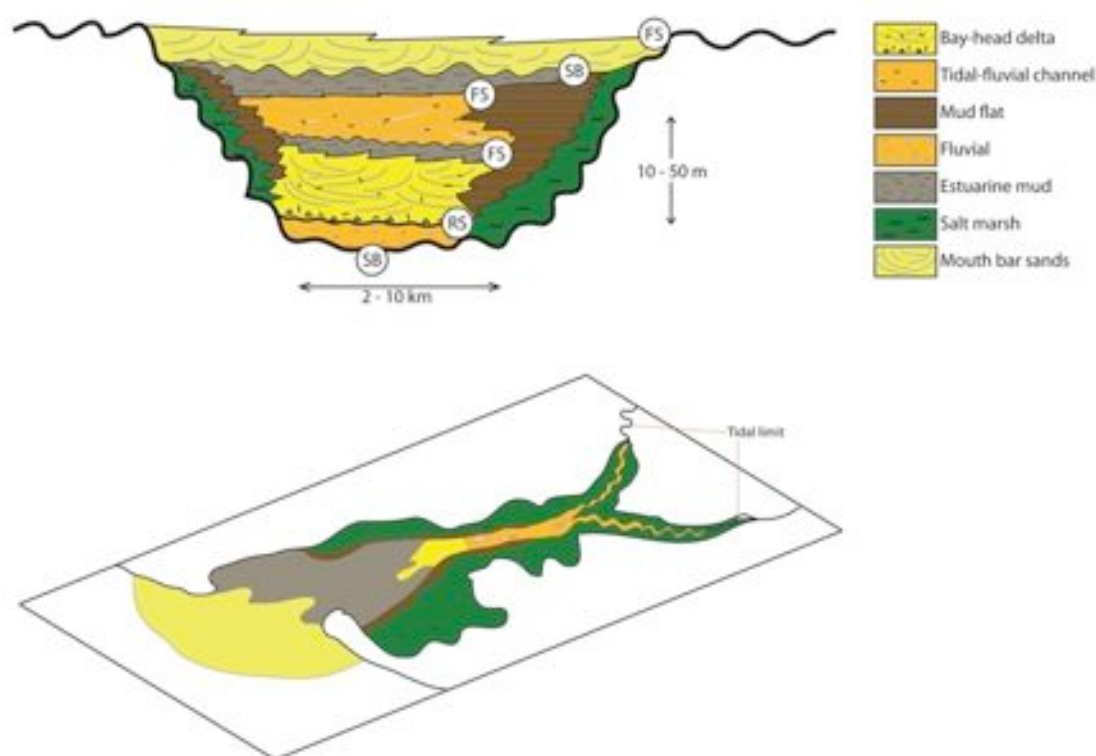 FS
SB
FS
FS
RS
SB
10 - 50 m
2 - 10 km
Bay-head delta
Tidal-fluvial channel
Mud flat
Fluvial
Estuarine mud
Salt marsh
Mouth bar sands
Tidal limit